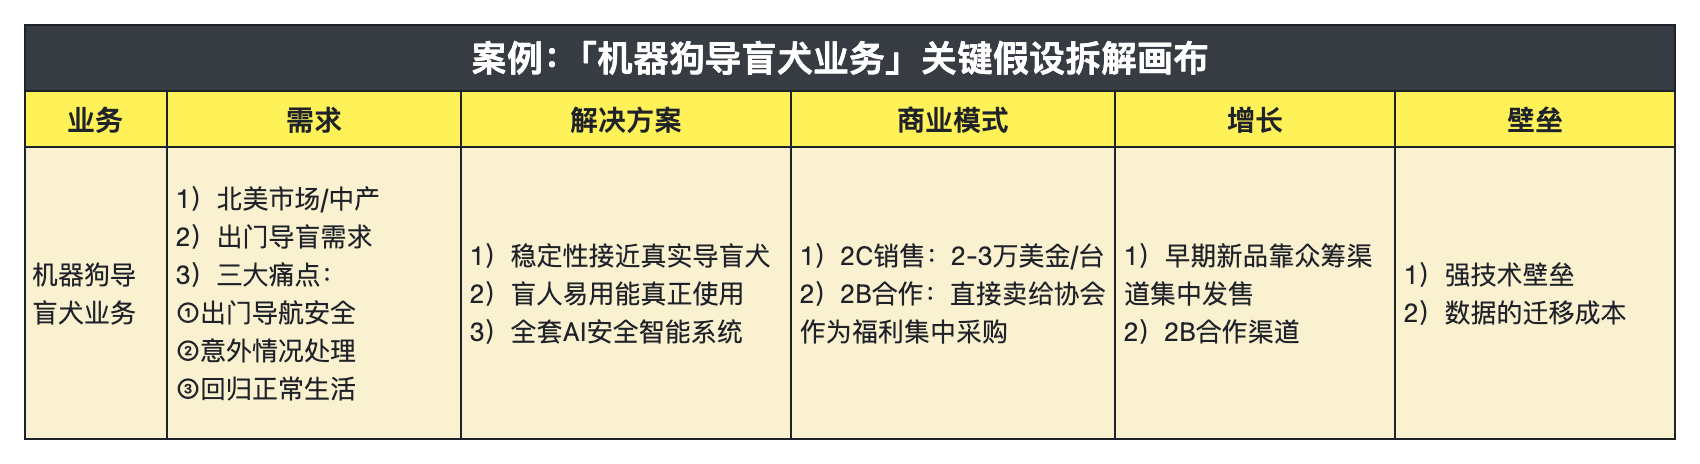 案例：「机器狗导盲犬业务」关键假设拆解画布
业务
需求
解决方案
商业模式
增长
壁垒
机器狗导
盲犬业务
1）北美市场/中产
2）出门导盲需求
3）三大痛点：
①出门导航安全
②意外情况处理
③回归正常生活
1）稳定性接近真实导盲犬
2）盲人易用能真正使用
3）全套AI安全智能系统
1）2C销售：2-3万美金/台
2）2B合作：直接卖给协会
作为福利集中采购
1）早期新品靠众筹渠
道集中发售
2）2B合作渠道
1）强技术壁垒
2）数据的迁移成本